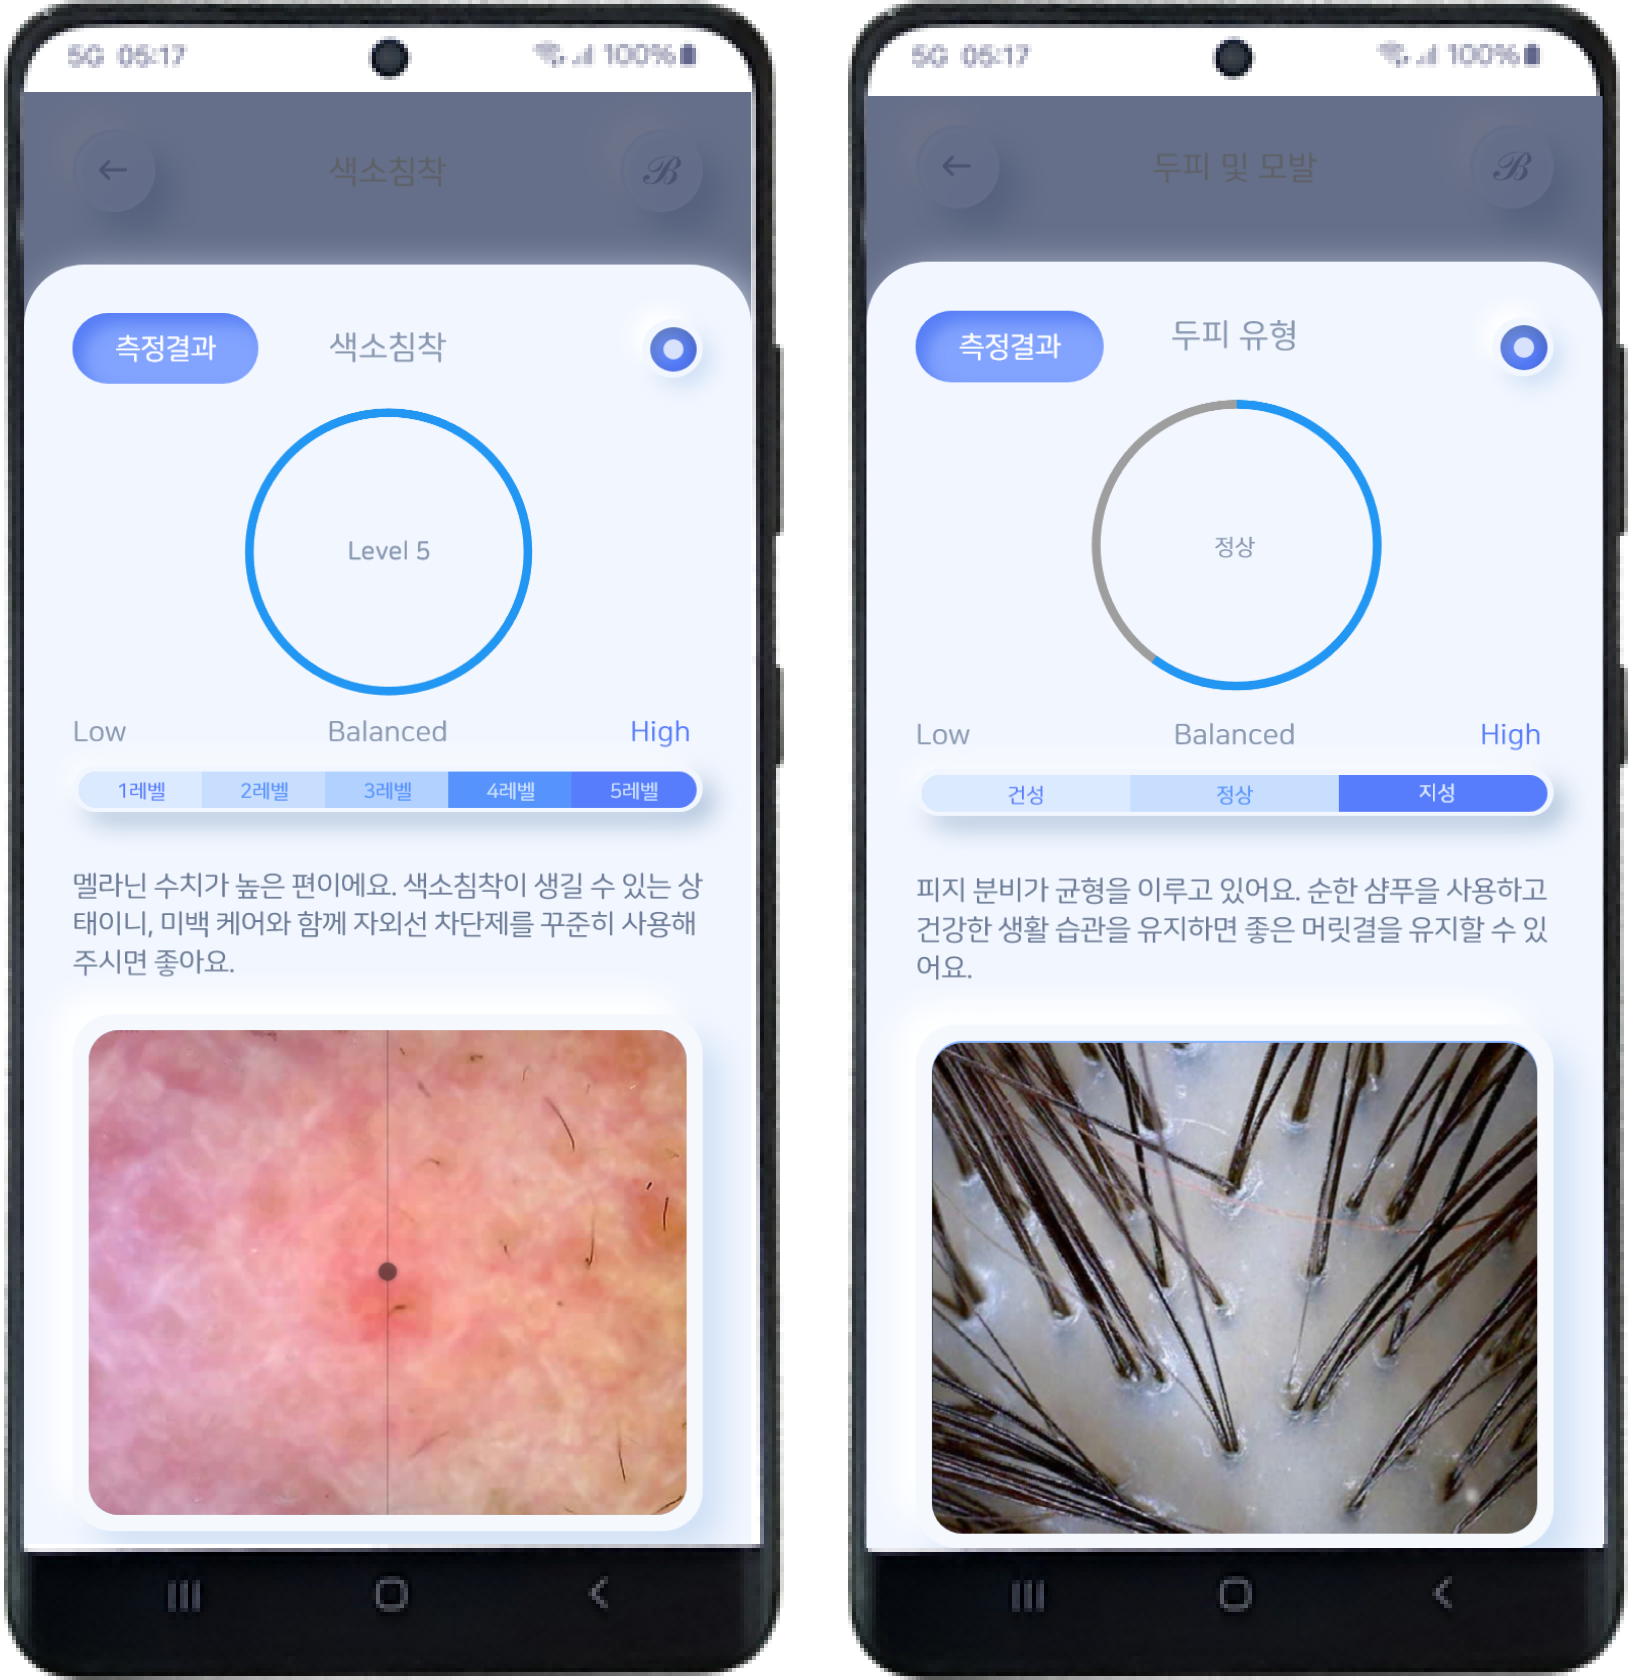 5G 05:17
100%
색소침착
ℬ
측정결과
색소침착
Level 5
Low
Balanced
High
1레벨
2레벨
3레벨
4레벨
5레벨
멜라닌 수치가 높은 편이에요. 색소침착이 생길 수 있는 상
태이니, 미백 케어와 함께 자외선 차단제를 꾸준히 사용해
주시면 좋아요.
5G 05:17
100%
두피 및 모발
ℬ
측정결과
두피 유형
정상
Low
Balanced
High
건성
정상
지성
피지 분비가 균형을 이루고 있어요. 순한 샴푸을 사용하고
건강한 생활 습관을 유지하면 좋은 머릿결을 유지할 수 있
어요.